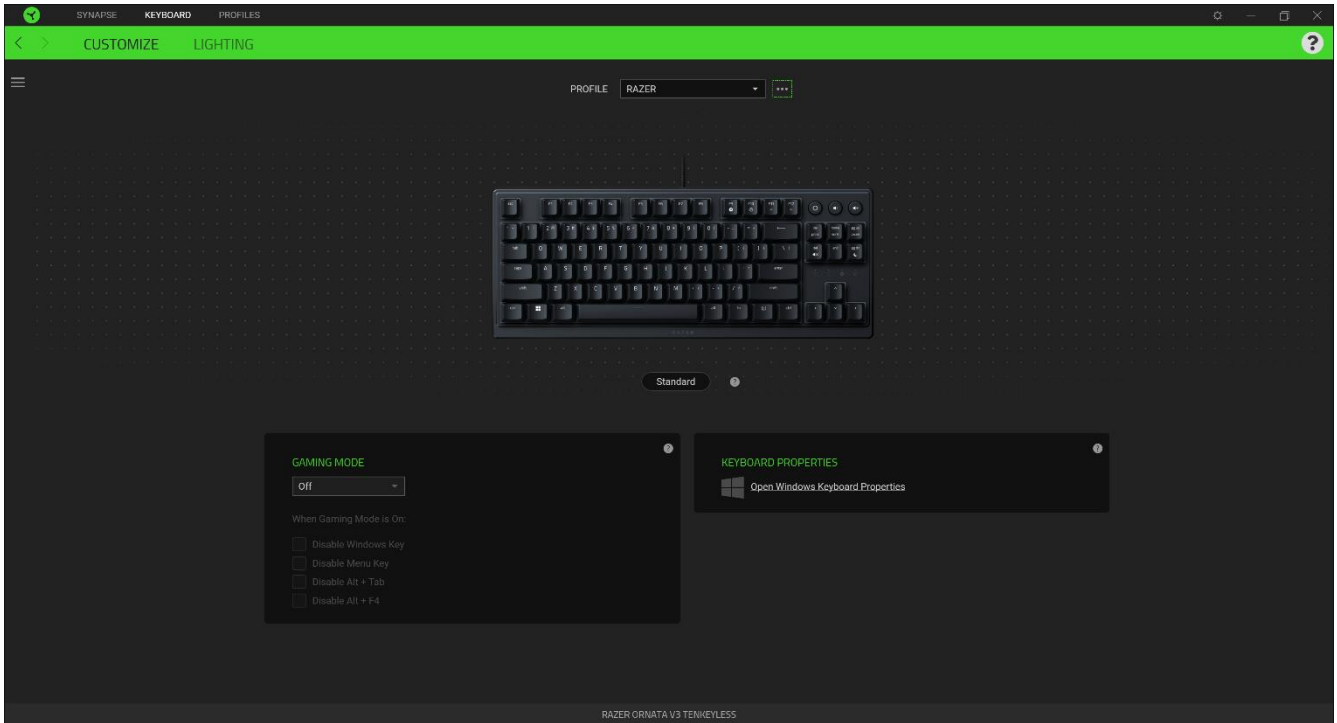 SYNAPSE KEYBOARD PROFILES
CUSTOMIZE LIGHTING
PROFILE RAZER
Standard
GAMING MODE
Off
When Gaming Mode is On:
Disable Windows Key
Disable Menu Key
Disable Alt + Tab
Disable Alt + F4
KEYBOARD PROPERTIES
Open Windows Keyboard Properties
RAZER ORNATA V3 TENKEYLESS